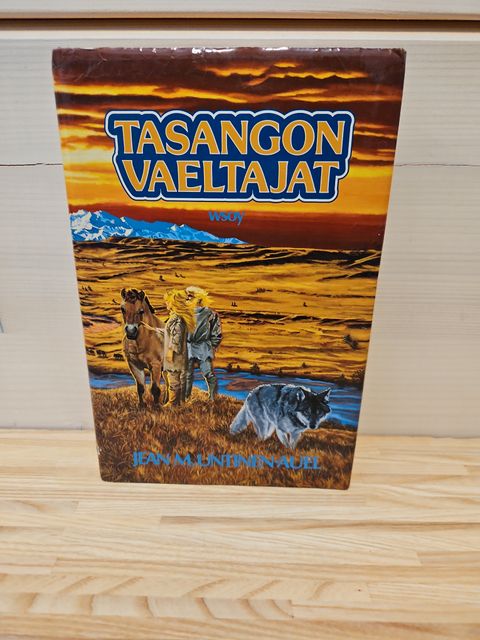 TASANGON
VAELTAJAT
wsoy
JEAN M. UNTINEN-AUEL